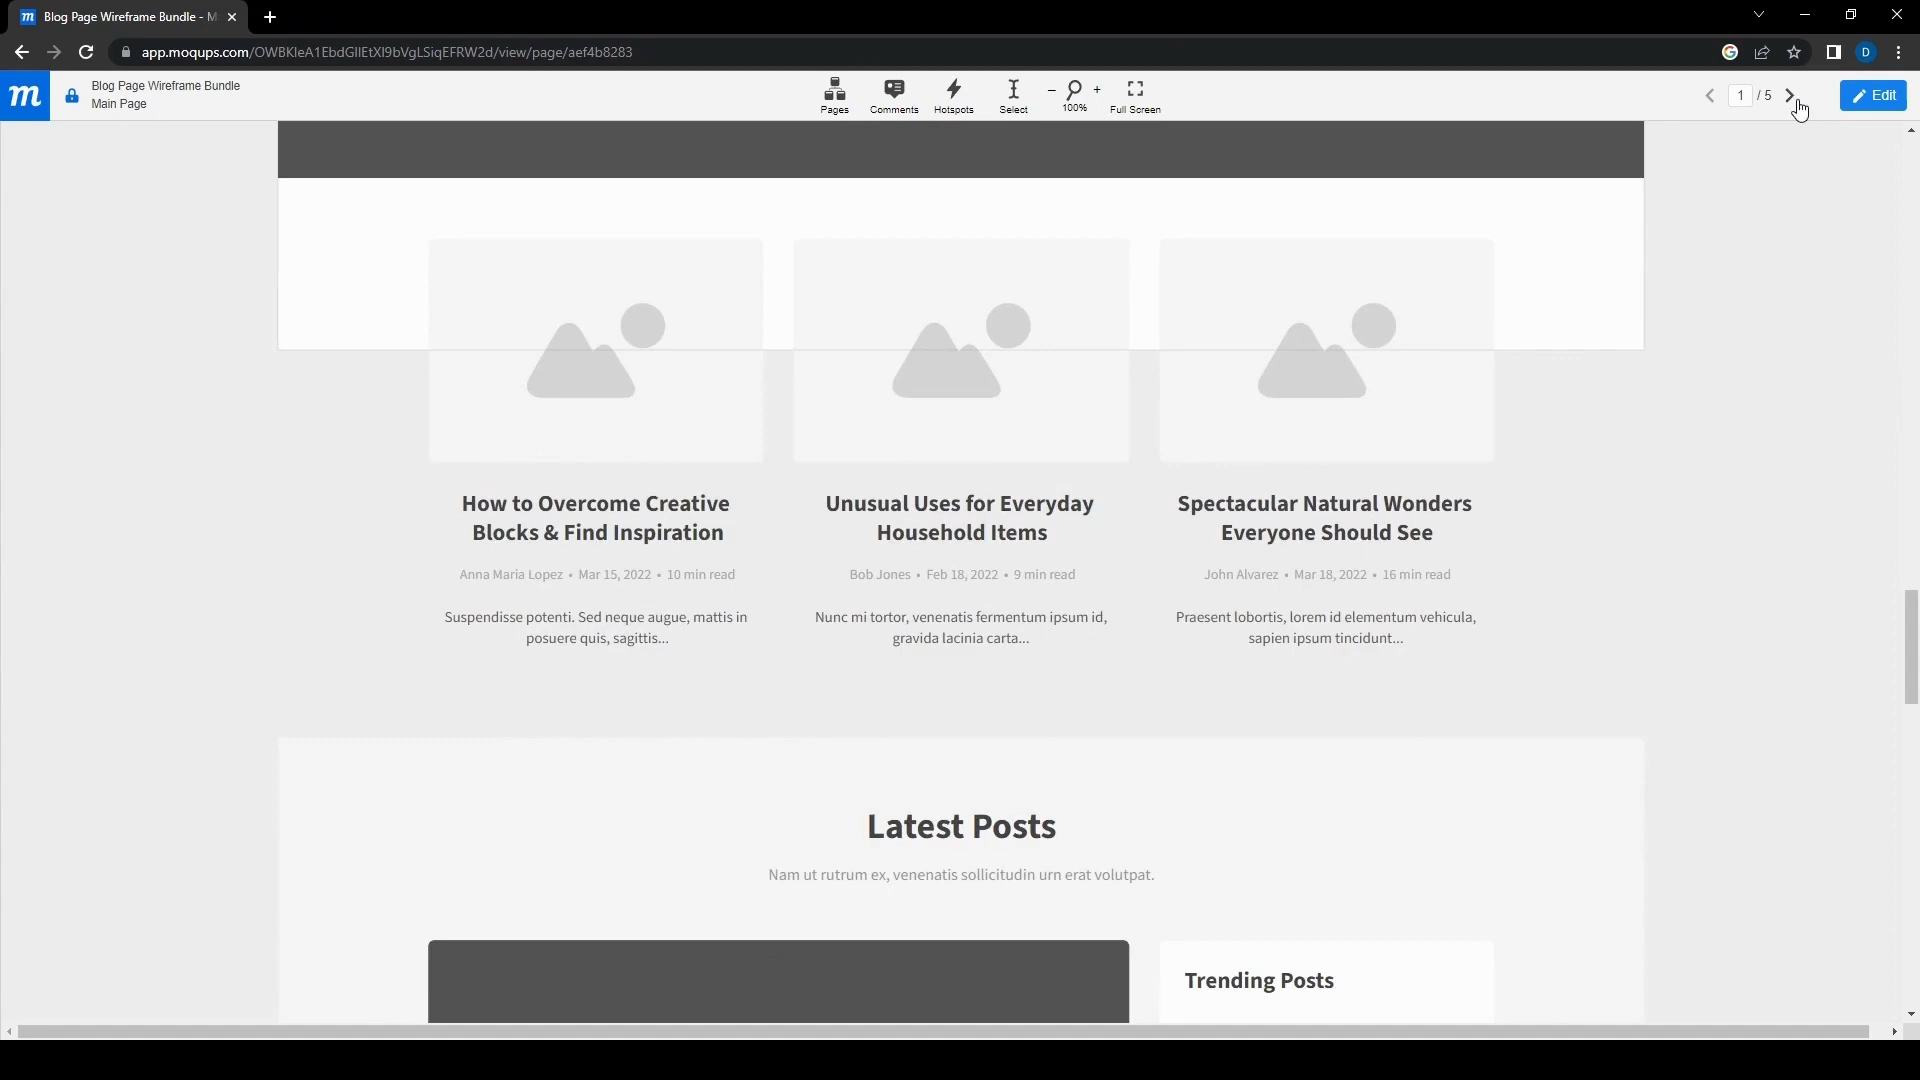 m Blog Page Wireframe Bundle - M
app.moqups.com/OWBKleA1EbdGIlEtXl9bVgLSiqEFRW2d/view/page/aef4b8283
D
m
Blog Page Wireframe Bundle
Main Page
Pages
Comments
Hotspots
Select
- +
100%
Full Screen
1 / 5
Edit
How to Overcome Creative
Blocks & Find Inspiration
Anna Maria Lopez • Mar 15, 2022 • 10 min read
Suspendisse potenti. Sed neque augue, mattis in
posuere quis, sagittis...
Unusual Uses for Everyday
Household Items
Bob Jones • Feb 18, 2022 • 9 min read
Nunc mi tortor, venenatis fermentum ipsum id,
gravida lacinia carta...
Spectacular Natural Wonders
Everyone Should See
John Alvarez • Mar 18, 2022 • 16 min read
Praesent lobortis, lorem id elementum vehicula,
sapien ipsum tincidunt...
Latest Posts
Nam ut rutrum ex, venenatis sollicitudin urn erat volutpat.
Trending Posts